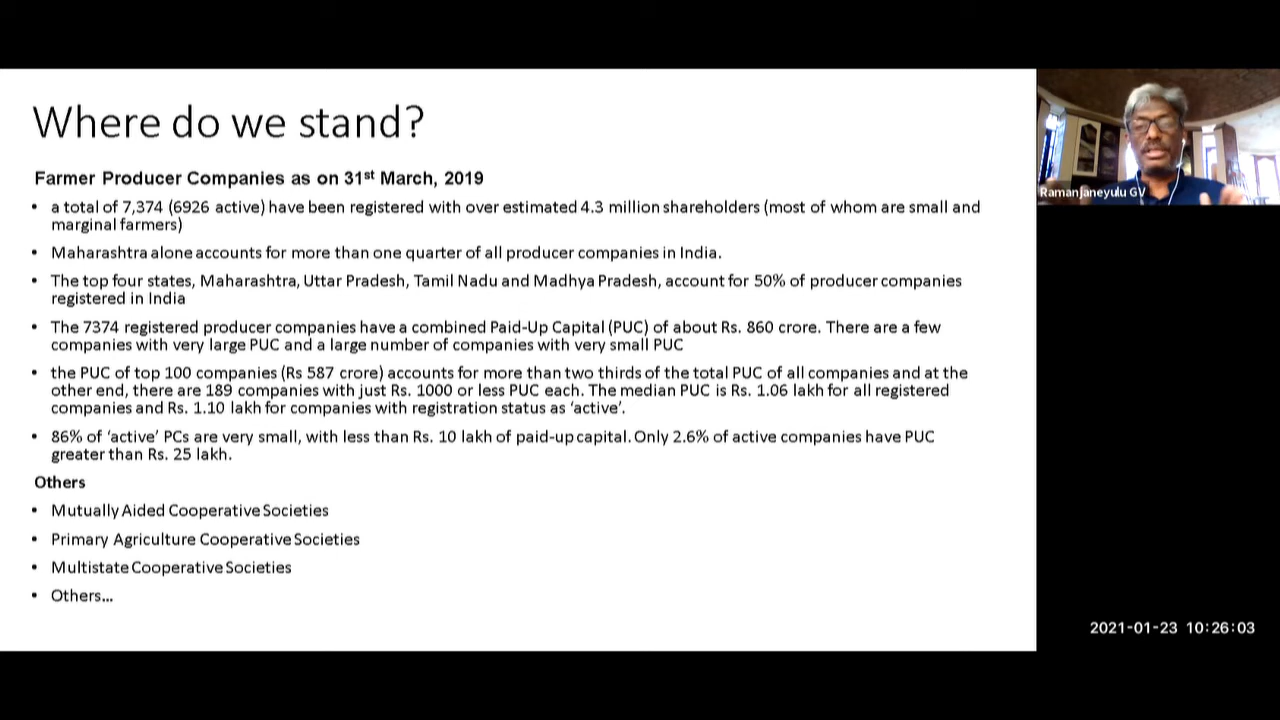 Where do we stand?
Farmer Producer Companies as on 31st March, 2019
• a total of 7,374 (6926 active) have been registered with over estimated 4.3 million shareholders (most of whom are small and
marginal farmers)
• Maharashtra alone accounts for more than one quarter of all producer companies in India.
• The top four states, Maharashtra, Uttar Pradesh, Tamil Nadu and Madhya Pradesh, account for 50% of producer companies
registered in India
• The 7374 registered producer companies have a combined Paid-Up Capital (PUC) of about Rs. 860 crore. There are a few
companies with very large PUC and a large number of companies with very small PUC
• the PUC of top 100 companies (Rs 587 crore) accounts for more than two thirds of the total PUC of all companies and at the
other end, there are 189 companies with just Rs. 1000 or less PUC each. The median PUC is Rs. 1.06 lakh for all registered
companies and Rs. 1.10 lakh for companies with registration status as ‘active’.
• 86% of ‘active’ PCs are very small, with less than Rs. 10 lakh of paid-up capital. Only 2.6% of active companies have PUC
greater than Rs. 25 lakh.
Others
• Mutually Aided Cooperative Societies
• Primary Agriculture Cooperative Societies
• Multistate Cooperative Societies
• Others…
Ramanjaneyulu GV
2021-01-23 10:26:03